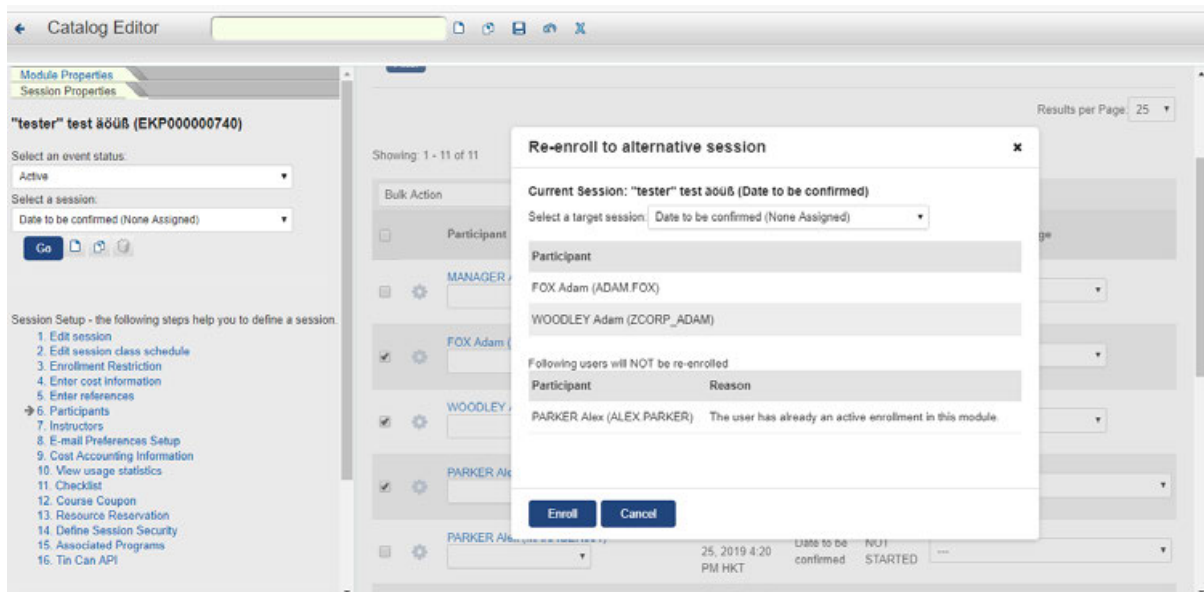 Catalog Editor
Module Properties
Session Properties
"tester" test äöüß (EKP000000740)
Select an event status:
Active
Select a session:
Date to be confirmed (None Assigned)
Go
Session Setup - the following steps help you to define a session.
1. Edit session
2. Edit session class schedule
3. Enrollment Restriction
4. Enter cost Information
5. Enter references
6. Participants
7. Instructors
8. E-mail Preferences Setup
9. Cost Accounting Information
10. View usage statistics
11. Checklist
12. Course Coupon
13. Resource Reservation
14. Define Session Security
15. Associated Programs
16. Tin Can API
Results per Page: 25
Showing: 1 - 11 of 11
Bulk Action
Participant
MANAGER
FOX Adam (
WOODLEY
PARKER
PARKER
25, 2019 4:20
PM HKT
Date to be
confirmed
NOT
STARTED
---
Re-enroll to alternative session
Current Session: "tester" test äöüß (Date to be confirmed)
Select a target session: Date to be confirmed (None Assigned)
Participant
FOX Adam (ADAM.FOX)
WOODLEY Adam (ZCORP_ADAM)
Following users will NOT be re-enrolled
Participant Reason
PARKER Alex (ALEX.PARKER) The user has already an active enrollment in this module.
Enroll Cancel